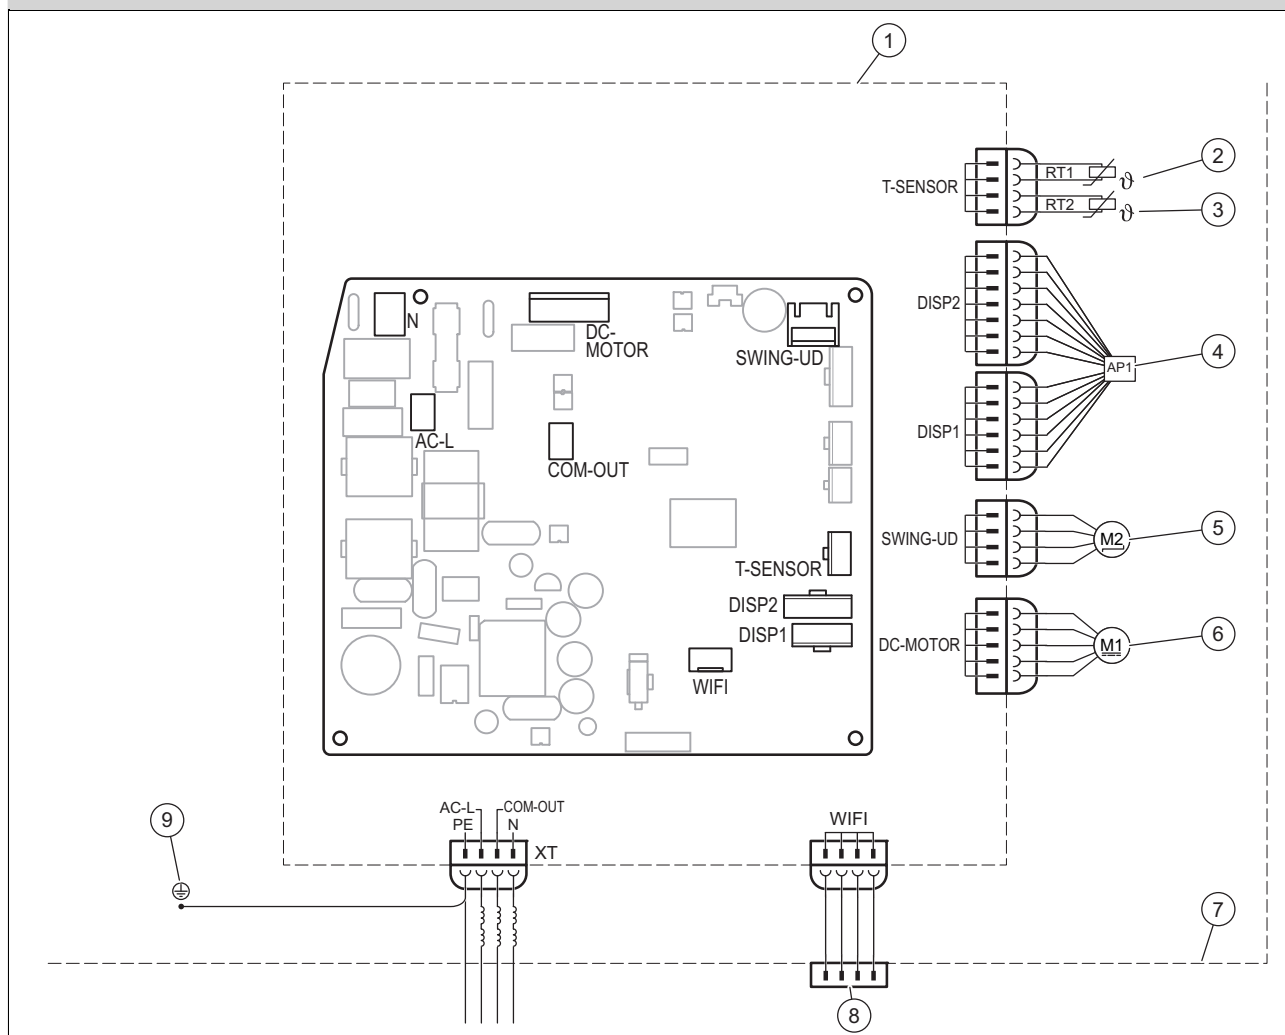 1
T-SENSOR
RT1
ϑ
2
RT2
ϑ
3
DISP2
AP1
4
DISP1
SWING-UD
M2
5
DC-MOTOR
M1
6
N
DC-
MOTOR
SWING-UD
AC-L
COM-OUT
T-SENSOR
DISP2
DISP1
WIFI
AC-L
COM-OUT
PE
N
XT
WIFI
9
7
8